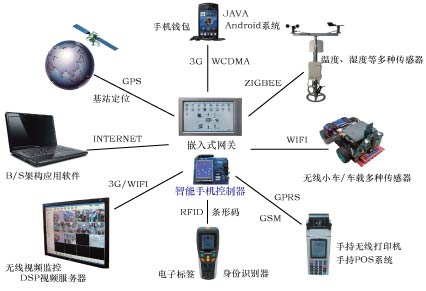 手机钱包
JAVA
Android系统
3G
WCDMA
GPS
基站定位
ZIGBEE
温度、湿度等多种传感器
INTERNET
嵌入式网关
WIFI
B/S架构应用软件
无线小车/车载多种传感器
3G/WIFI
智能手机控制器
GPRS
RFID
条形码
GSM
无线视频监控
DSP视频服务器
电子标签
身份识别器
手持无线打印机
手持POS系统